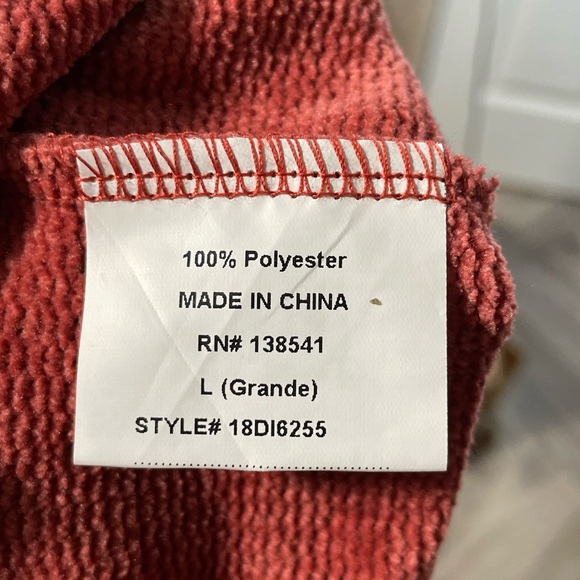 100% Polyester
MADE IN CHINA
RN# 138541
L (Grande)
STYLE# 18DI6255